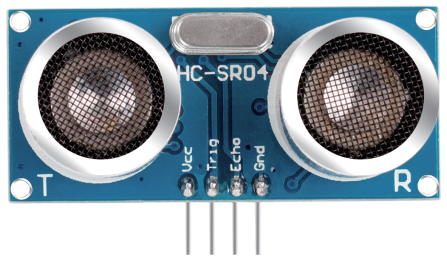 HC-SR04
Vcc
Trig
Echo
Gnd
T
R